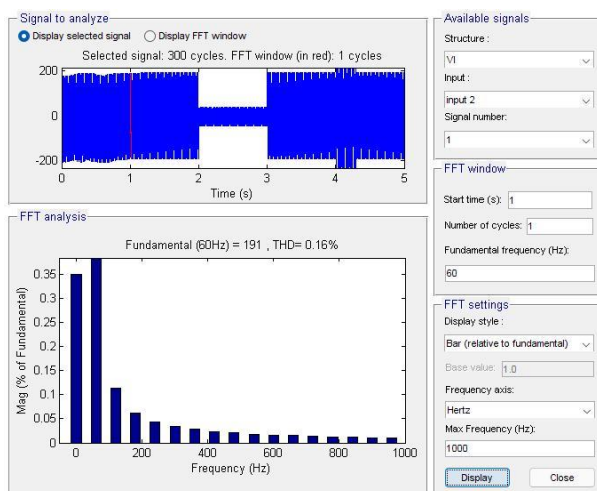 Signal to analyze
Display selected signal Display FFT window
Selected signal: 300 cycles. FFT window (in red): 1 cycles
200
0
-200
0 1 2 3 4 5
Time (s)
FFT analysis
Fundamental (60Hz) = 191 , THD= 0.16%
0.35
0.3
0.25
0.2
0.15
0.1
0.05
0
0 200 400 600 800 1000
Frequency (Hz)
Mag (% of Fundamental)
Available signals
Structure :
VI
Input :
input 2
Signal number:
1
FFT window
Start time (s): 1
Number of cycles: 1
Fundamental frequency (Hz):
60
FFT settings
Display style :
Bar (relative to fundamental)
Base value: 1.0
Frequency axis:
Hertz
Max Frequency (Hz):
1000
Display Close